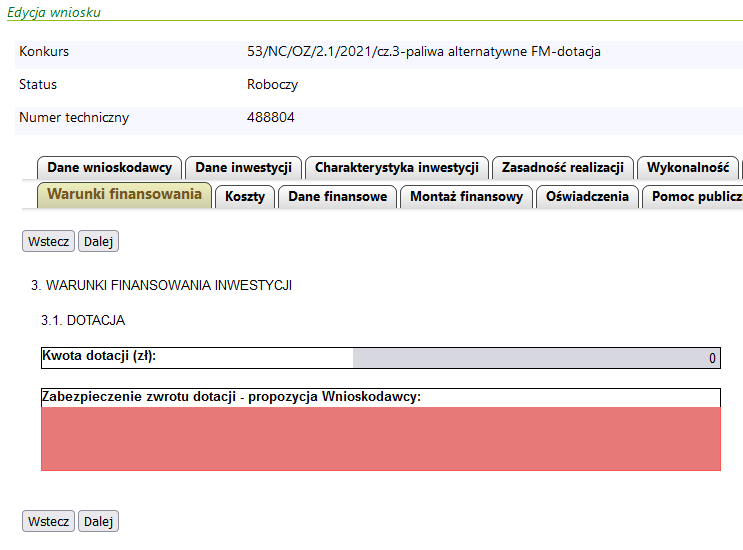 Edycja wniosku
Konkurs 53/NC/OZ/2.1/2021/cz.3-paliwa alternatywne FM-dotacja
Status Roboczy
Numer techniczny 488804
Dane wnioskodawcy Dane inwestycji Charakterystyka inwestycji Zasadność realizacji Wykonalność
Warunki finansowania Koszty Dane finansowe Montaż finansowy Oświadczenia Pomoc publicz
Wstecz Dalej
3. WARUNKI FINANSOWANIA INWESTYCJI
3.1. DOTACJA
Kwota dotacji (zł): 0
Zabezpieczenie zwrotu dotacji - propozycja Wnioskodawcy:
Wstecz Dalej